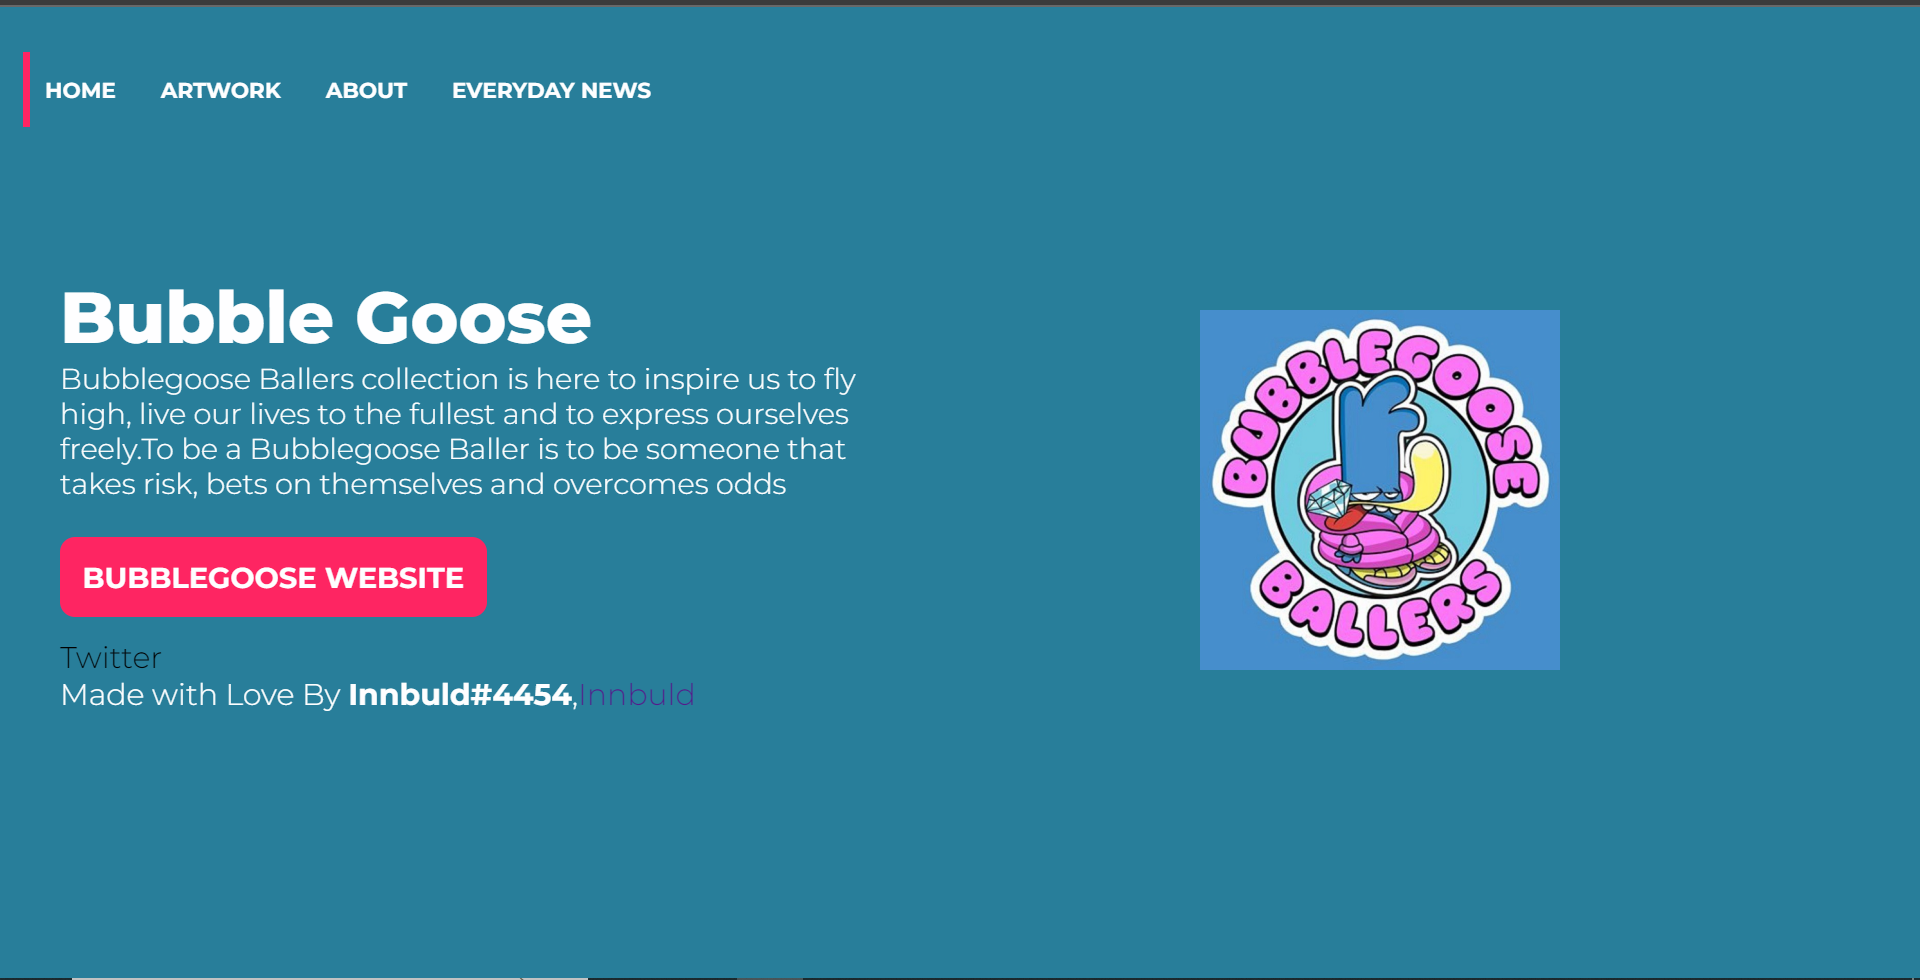 HOME ARTWORK ABOUT EVERYDAY NEWS
Bubble Goose
Bubblegoose Ballers collection is here to inspire us to fly
high, live our lives to the fullest and to express ourselves
freely.To be a Bubblegoose Baller is to be someone that
takes risk, bets on themselves and overcomes odds
BUBBLEGOOSE WEBSITE
Twitter
Made with Love By Innbuld#4454,Innbuld
BUBBLEGOOSE
BALLERS